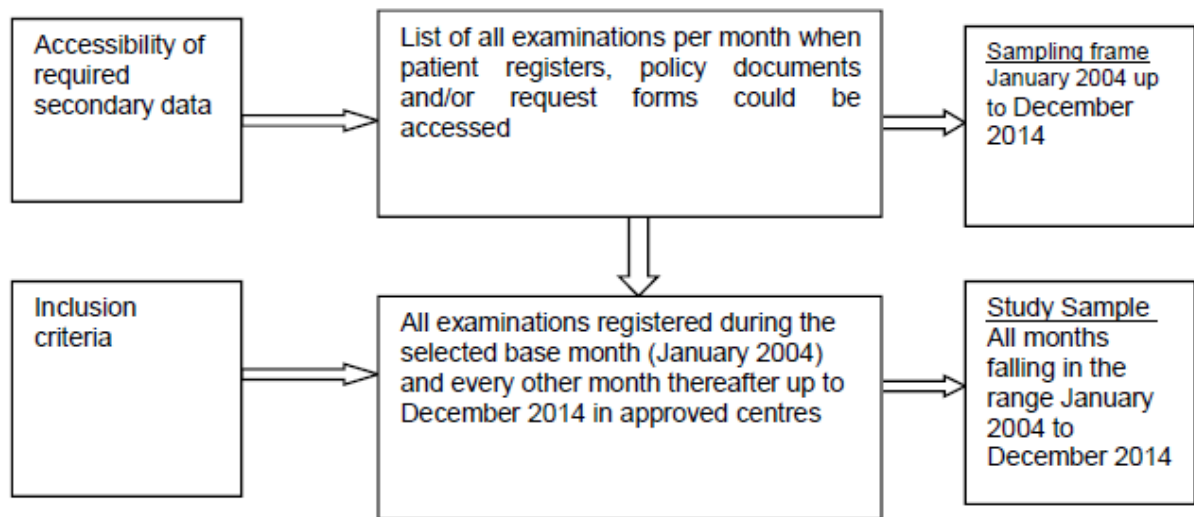 Accessibility of
required
secondary data
List of all examinations per month when
patient registers, policy documents
and/or request forms could be
accessed
Sampling frame
January 2004 up
to December
2014
Inclusion
criteria
All examinations registered during the
selected base month (January 2004)
and every other month thereafter up to
December 2014 in approved centres
Study Sample
All months
falling in the
range January
2004 to
December 2014